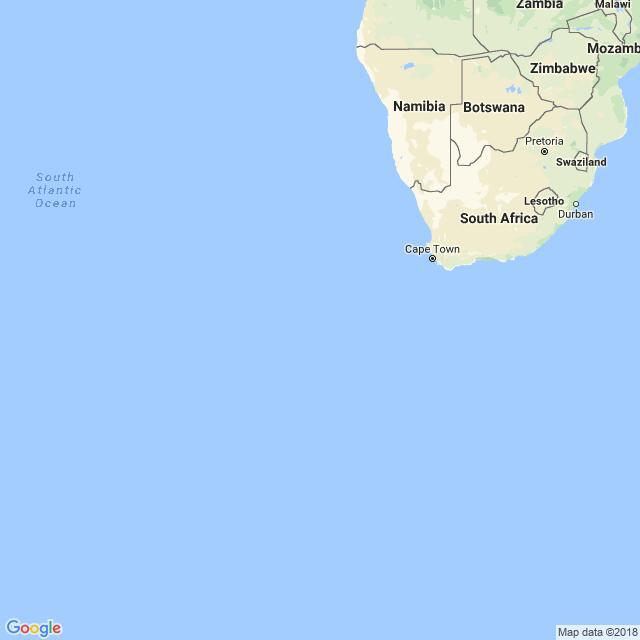 Zambia
Malawi
Mozamb
Zimbabwe
Namibia
Botswana
Pretoria
Swaziland
South
Atlantic
Ocean
Lesotho
Durban
South Africa
Cape Town
Google
Map data ©2018